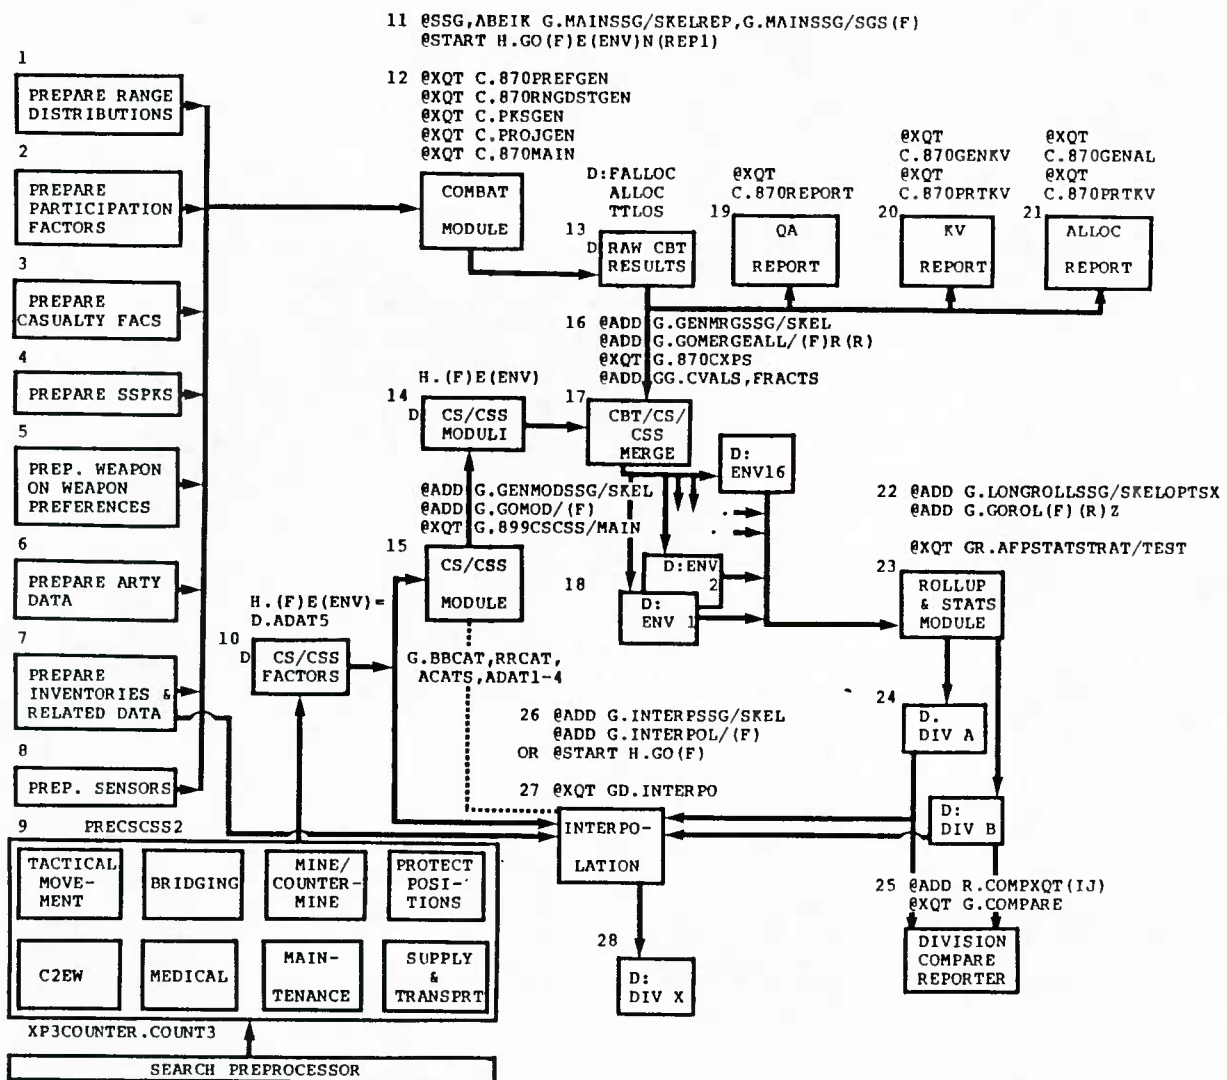 11 @SSG,ABEIK G.MAINSSG/SKELREP,G.MAINSSG/SGS(F)
@START H.GO(F)E(ENV)N(REP1)
1
PREPARE RANGE
DISTRIBUTIONS
2
PREPARE
PARTICIPATION
FACTORS
3
PREPARE
CASUALTY FACS
4
PREPARE SSPKS
5
PREP. WEAPON
ON WEAPON
PREFERENCES
6
PREPARE ARTY
DATA
7
PREPARE
INVENTORIES &
RELATED DATA
8
PREP. SENSORS
12 @XQT C.870PREFGEN
@XQT C.870RNGDSTGEN
@XQT C.PKSGEN
@XQT C.PROJGEN
@XQT C.870MAIN
COMBAT
MODULE
D:FALLOC
ALLOC
TTLOS
13
D RAW CBT
RESULTS
@XQT
C.870REPORT
19
QA
REPORT
@XQT
C.870GENKV
@XQT
C.870PRTKV
20
KV
REPORT
@XQT
C.870GENAL
@XQT
C.870PRTKV
21
ALLOC
REPORT
16 @ADD G.GENMRGSSG/SKEL
@ADD G.GOMERGEALL/(F)R(R)
@XQT G.870CXPS
@ADD GG.CVALS,FRACTS
H.(F)E(ENV)
14
D CS/CSS
MODULI
17
CBT/CS/
CSS
MERGE
D:
ENV16
@ADD G.GENMODSSG/SKEL
@ADD G.GOMOD/(F)
@XQT G.899CSCSS/MAIN
15
CS/CSS
MODULE
18
D:ENV
2
D:
ENV 1
22 @ADD G.LONGROLLSSG/SKELOPTSX
@ADD G.GOROL(F)(R)Z
@XQT GR.AFPSTATSTRAT/TEST
23
ROLLUP
& STATS
MODULE
H.(F)E(ENV)=
D.ADAT5
10
D CS/CSS
FACTORS
G.BBCAT,RRCAT,
ACATS,ADAT1-4
24
D.
DIV A
26 @ADD G.INTERPSSG/SKEL
@ADD G.INTERPOL/(F)
OR @START H.GO(F)
27 @XQT GD.INTERPO
INTERPO-
LATION
D:
DIV B
25 @ADD R.COMPXQT(IJ)
@XQT G.COMPARE
DIVISION
COMPARE
REPORTER
28
D:
DIV X
9 PRECSCSS2
TACTICAL
MOVE-
MENT
BRIDGING
MINE/
COUNTER-
MINE
PROTECT
POSI-
TIONS
C2EW
MEDICAL
MAIN-
TENANCE
SUPPLY
&
TRANSPRT
XP3COUNTER.COUNT3
SEARCH PREPROCESSOR